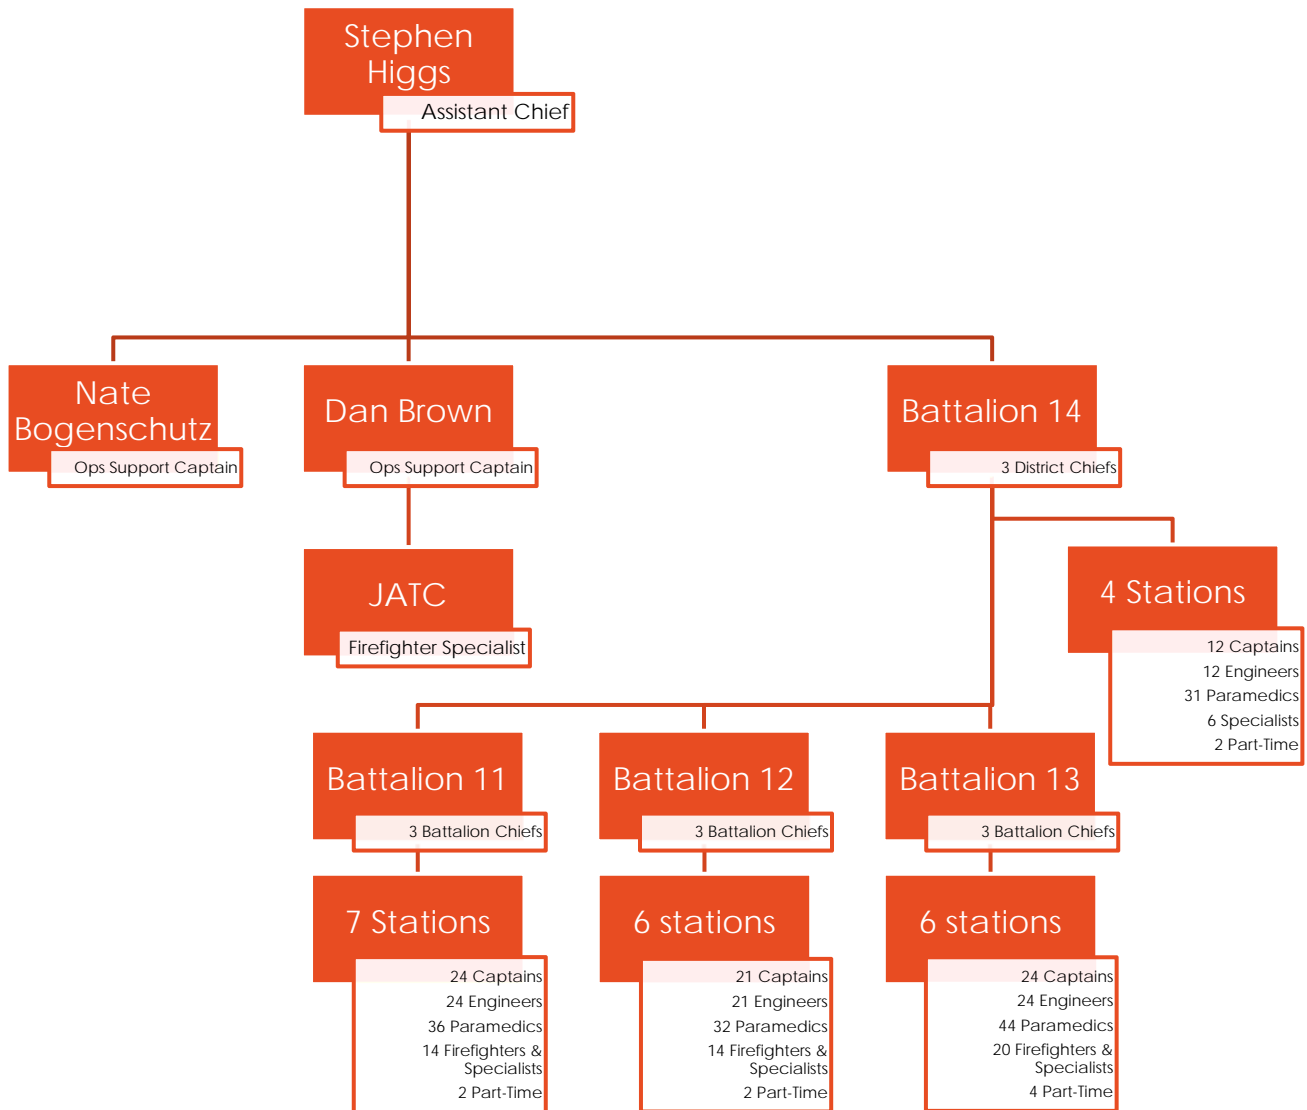 Stephen
Higgs
Assistant Chief
Nate
Bogenschutz
Ops Support Captain
Dan Brown
Ops Support Captain
Battalion 14
3 District Chiefs
JATC
Firefighter Specialist
4 Stations
12 Captains
12 Engineers
31 Paramedics
6 Specialists
2 Part-Time
Battalion 11
3 Battalion Chiefs
Battalion 12
3 Battalion Chiefs
Battalion 13
3 Battalion Chiefs
7 Stations
24 Captains
24 Engineers
36 Paramedics
14 Firefighters &
Specialists
2 Part-Time
6 stations
21 Captains
21 Engineers
32 Paramedics
14 Firefighters &
Specialists
2 Part-Time
6 stations
24 Captains
24 Engineers
44 Paramedics
20 Firefighters &
Specialists
4 Part-Time